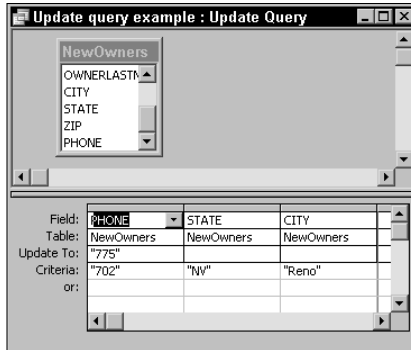 Update query example : Update Query
NewOwners
OWNERLASTN
CITY
STATE
ZIP
PHONE
Field: PHONE STATE CITY
Table: NewOwners NewOwners NewOwners
Update To: "775"
Criteria: "702" "NV" "Reno"
or: